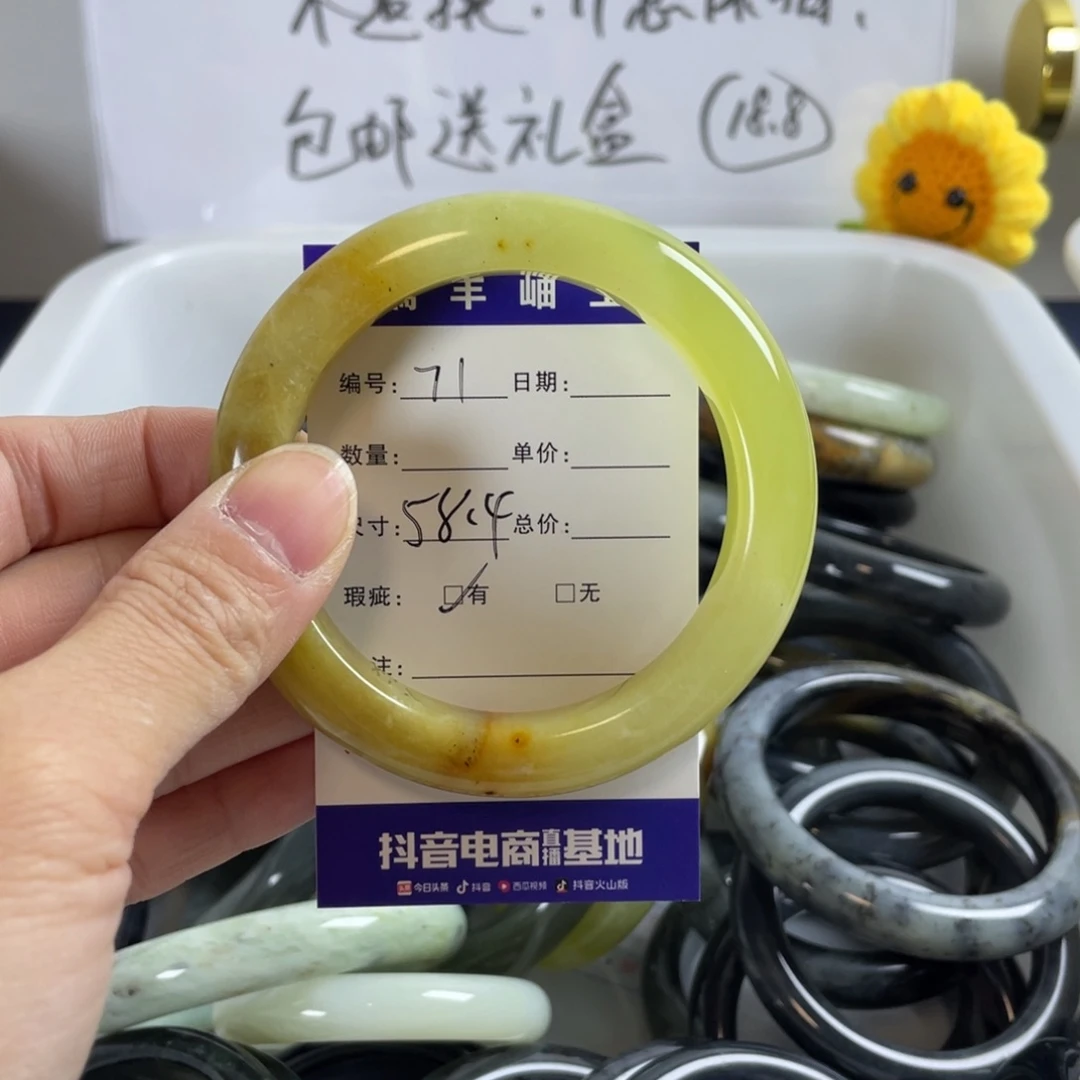 包邮送礼盒 (18.8)
羊岫
编号: 71 日期:
数量: 单价:
尺寸: 58.4 总价:
瑕疵: ☑有 □无
注:
抖音电商直播基地
今日头条 抖音 西瓜视频 抖音火山版